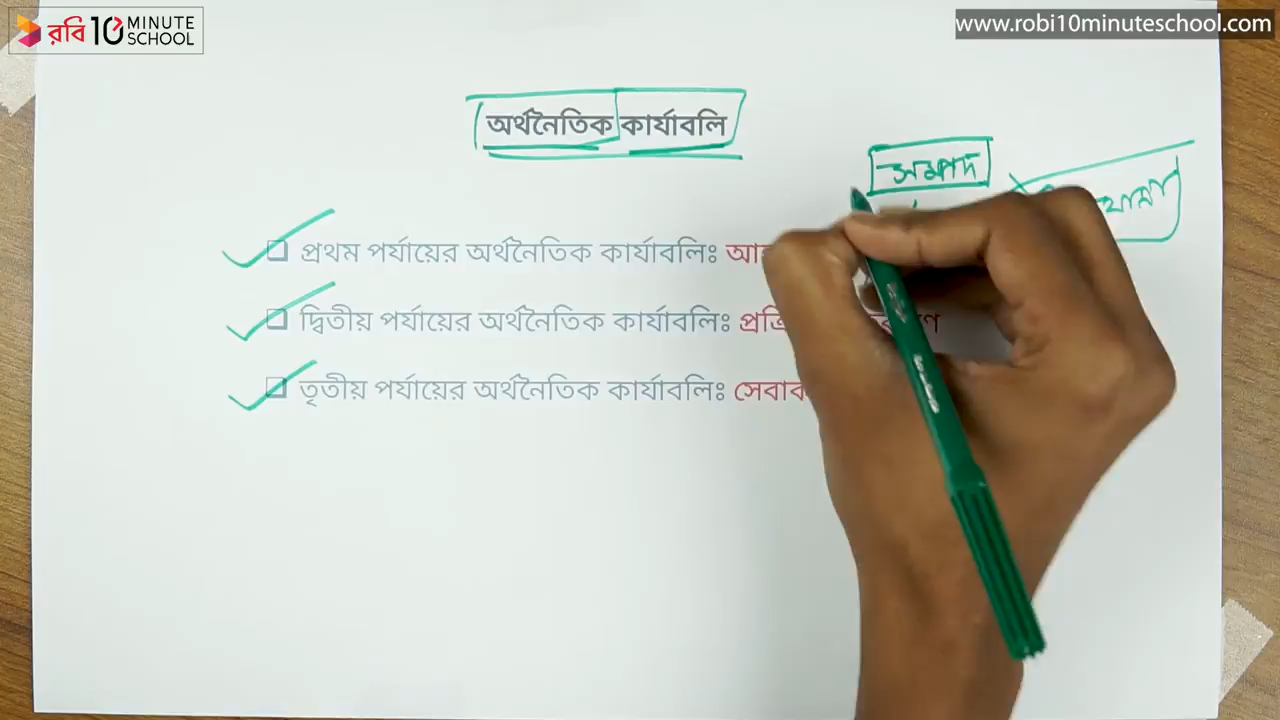 রবি 10 MINUTE SCHOOL
www.robi10minuteschool.com
অর্থনৈতিক কার্যাবলি
সম্পদ
প্রথম পর্যায়ের অর্থনৈতিক কার্যাবলিঃ
দ্বিতীয় পর্যায়ের অর্থনৈতিক কার্যাবলিঃ
তৃতীয় পর্যায়ের অর্থনৈতিক কার্যাবলিঃ